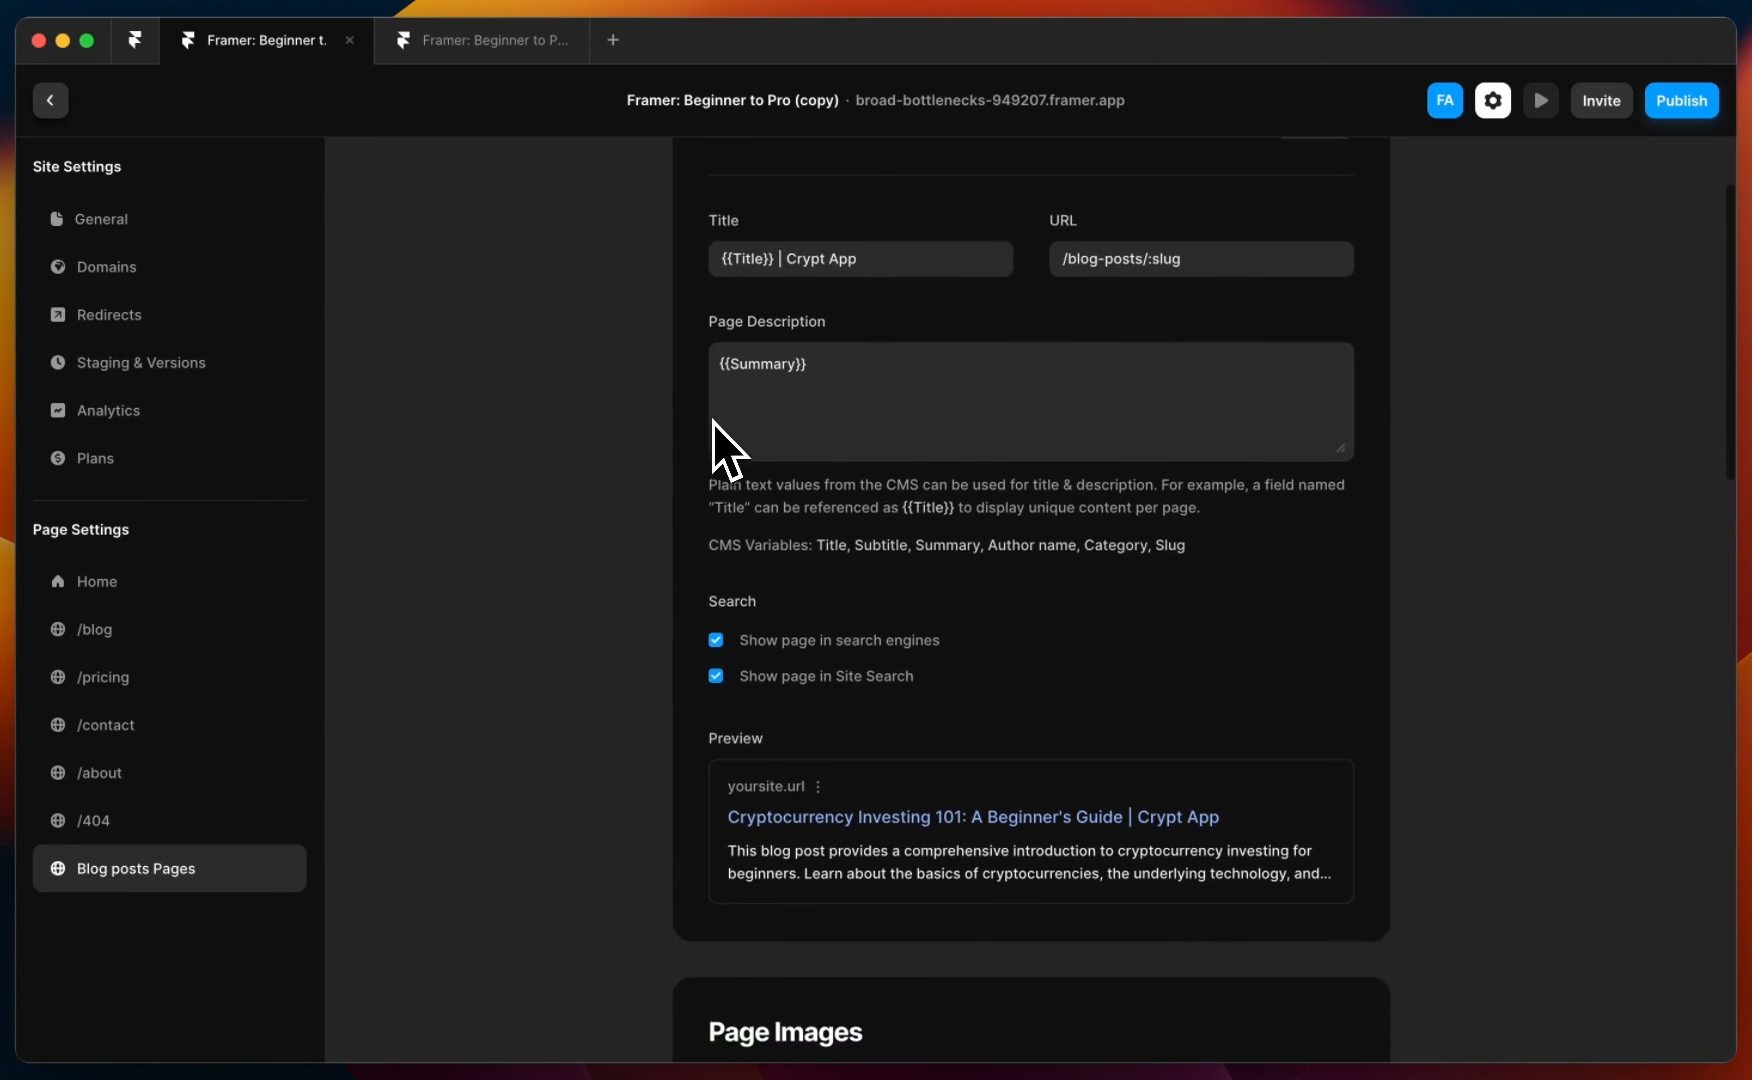 Framer: Beginner t.
Framer: Beginner to P...
Framer: Beginner to Pro (copy) · broad-bottlenecks-949207.framer.app
FA
Invite
Publish
Site Settings
General
Domains
Redirects
Staging & Versions
Analytics
Plans
Page Settings
Home
/blog
/pricing
/contact
/about
/404
Blog posts Pages
Title
URL
{{Title}} | Crypt App
/blog-posts/:slug
Page Description
{{Summary}}
Plain text values from the CMS can be used for title & description. For example, a field named
“Title” can be referenced as {{Title}} to display unique content per page.
CMS Variables: Title, Subtitle, Summary, Author name, Category, Slug
Search
Show page in search engines
Show page in Site Search
Preview
yoursite.url
Cryptocurrency Investing 101: A Beginner's Guide | Crypt App
This blog post provides a comprehensive introduction to cryptocurrency investing for
beginners. Learn about the basics of cryptocurrencies, the underlying technology, and...
Page Images